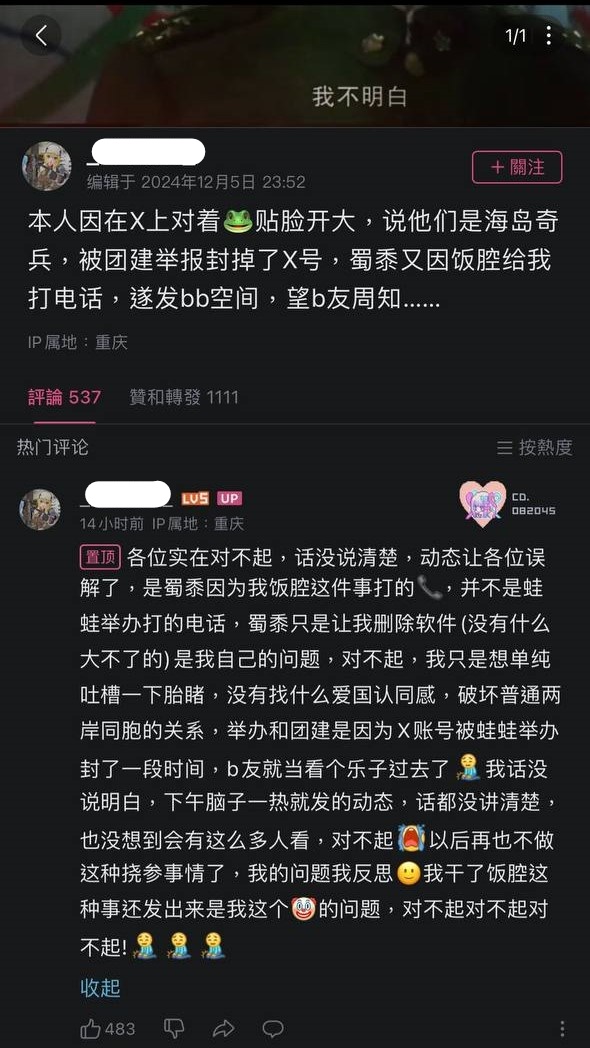 1/1
我不明白
编辑于 2024年12月5日 23:52
+ 關注
本人因在X上对着🐸贴脸开大，说他们是海岛奇
兵，被团建举报封掉了X号，蜀黍又因饭腔给我
打电话，遂发bb空间，望b友周知......
IP属地：重庆
評論 537 贊和轉發 1111
热门评论 按熱度
LV5 UP
14小时前 IP属地：重庆
CD.
082045
置顶 各位实在对不起，话没说清楚，动态让各位误
解了，是蜀黍因为我饭腔这件事打的📞，并不是蛙
蛙举办打的电话，蜀黍只是让我删除软件(没有什么
大不了的)是我自己的问题，对不起，我只是想单纯
吐槽一下胎睹，没有找什么爱国认同感，破坏普通两
岸同胞的关系，举办和团建是因为X账号被蛙蛙举办
封了一段时间，b友就当看个乐子过去了 我话没
说明白，下午脑子一热就发的动态，话都没讲清楚，
也没想到会有这么多人看，对不起😭以后再也不做
这种挠参事情了，我的问题我反思🙂我干了饭腔这
种事还发出来是我这个🤡的问题，对不起对不起对
不起!
收起
483